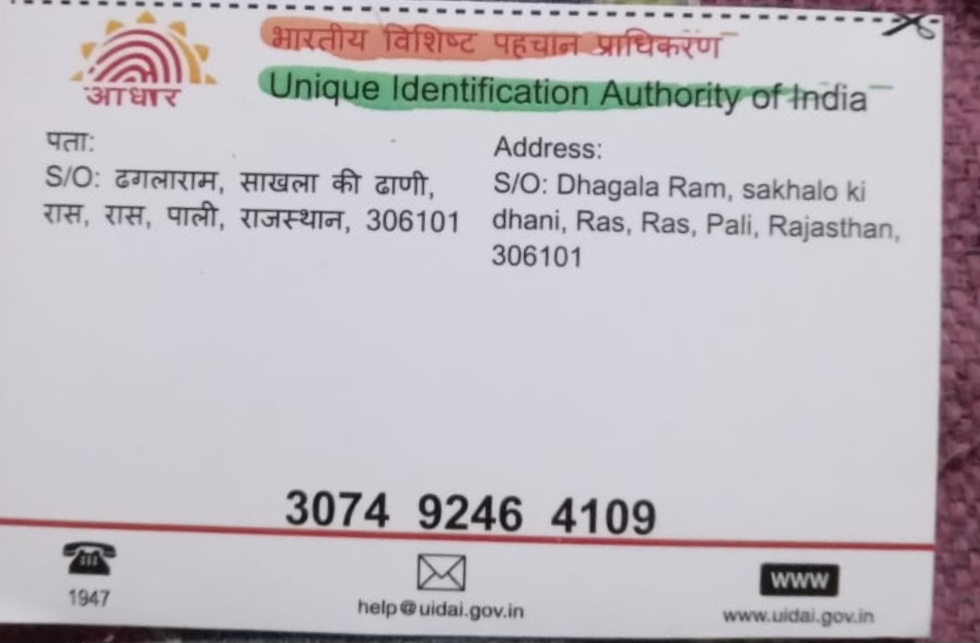 आधार
भारतीय विशिष्ट पहचान प्राधिकरण
Unique Identification Authority of India
पता:
S/O: ढगलाराम, साखला की ढाणी,
रास, रास, पाली, राजस्थान, 306101
Address:
S/O: Dhagala Ram, sakhalo ki
dhani, Ras, Ras, Pali, Rajasthan,
306101
3074 9246 4109
1947
help@uidai.gov.in
www
www.uidai.gov.in